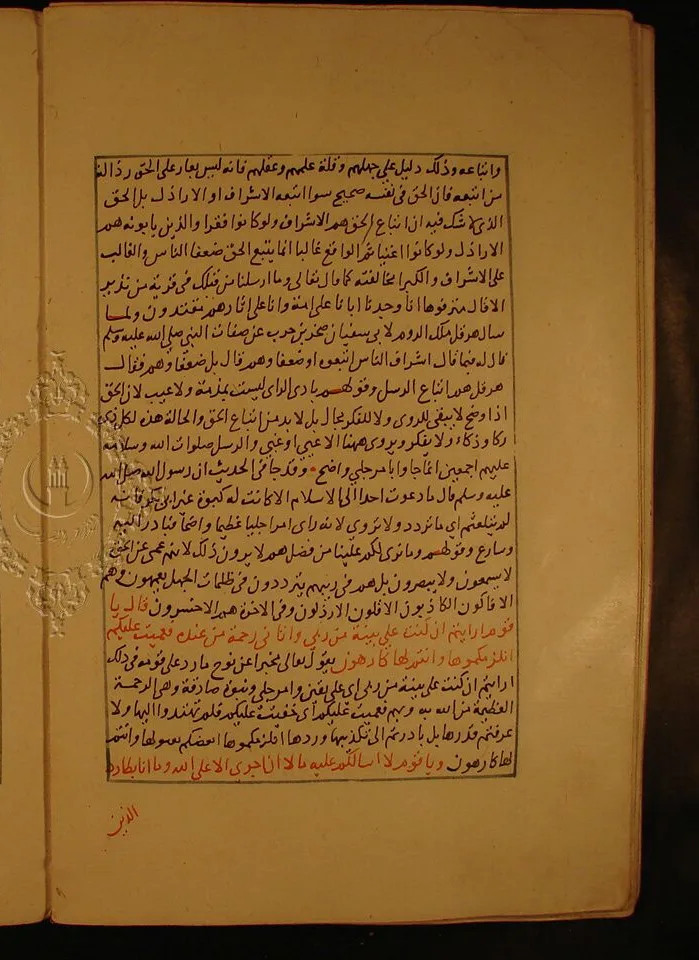 واتباعه وذلك دليل على جهلهم وقلة علمهم وعقلهم فانه ليس بعار على الحق رذالة
من اتبعه فان الحق في نفسه صحيح سوا اتبعه الاشراف او الاراذل بل الحق
الذي لا شك فيه ان اتباع الحق هم الاشراف ولو كانوا فقرا والذين يابونه هم
الاراذل ولو كانوا اغنيا ثم الواقع غالبا انما يتبع الحق ضعفا الناس والغالب
على الاشراف والكبرا مخالفته كما قال تعالى وما ارسلنا من قبلك في قرية من نذير
الا قال مترفوها انا وجدنا ابانا على امة وانا على اثارهم مقتدون ولما
سال هرقل ملك الروم لابي سفيان صخر بن حرب عن صفات النبي صلى الله عليه وسلم
قال له فيما قال اشراف الناس اتبعوه او ضعفاوهم قال بل ضعفاوهم فقال
هرقل هم اتباع الرسل وقولهم بادي الراي ليست بمذمة ولا عيب لان الحق
اذا وضح لا يبقى للروى ولا للفكر مجال بل لا بد من اتباع الحق والحالة هذه لكل ذي
زكا وذكاء ولا يفكر ويروى ههنا الا عيي او غبي والرسل صلوات الله وسلامه
عليهم اجمعين انما جاوا بامر جلي واضح وقد جا في الحديث ان رسول الله صلى الله
عليه وسلم قال ما دعوت احدا الى الاسلام الا كانت له كبوة غير ابي بكر فانه
لم يتلعثم اي ما تردد ولا تروى لانه راى امرا جليا عظيما واضحا فبادر اليه
وسارع وقولهم وما نرى لكم علينا من فضل هم لا يرون ذلك لانهم عمي عن الحق
لا يسمعون ولا يبصرون بل هم في ريبهم يترددون في ظلمات الجهل يعمهون وهم
الافاكون الكاذبون الاقلون الارذلون وفي الاخرة هم الاخسرون قال يا
قوم ارايتم ان كنت على بينة من ربي واتاني رحمة من عنده فعميت عليكم
انلزمكموها وانتم لها كارهون يقول تعالى مخبرا عن نوح ما رد على قومه في ذلك
ارايتم ان كنت على بينة من ربي اي على يقين وامر جلي ونبوة صادقة وهي الرحمة
العظيمة من الله به وبهم فعميت عليكم اي خفيت عليكم فلم تهتدوا اليها ولا
عرفتم قدرها بل بادرتم الى تكذيبها وردها انلزمكموها اي بقبولها وانتم
لها كارهون ويا قوم لا اسالكم عليه مالا ان اجري الا على الله وما انا بطارد
الذين